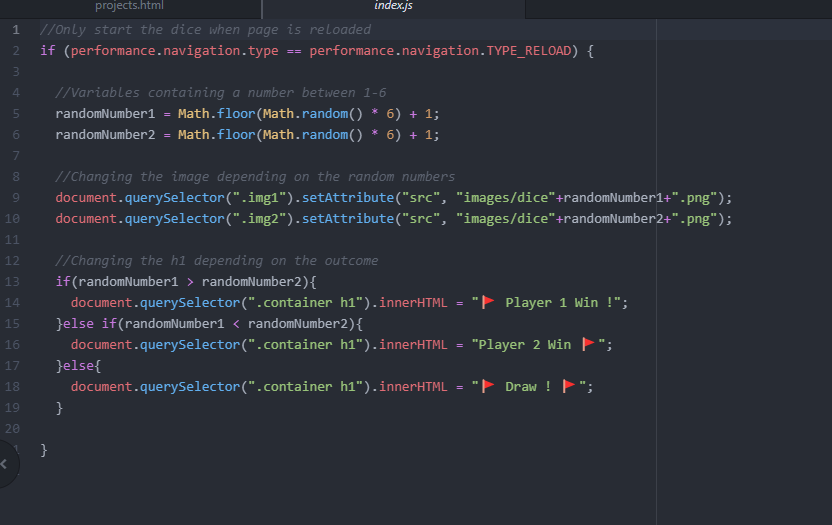 projects.html index.js
1 //Only start the dice when page is reloaded
2 if (performance.navigation.type == performance.navigation.TYPE_RELOAD) {
3
4 //Variables containing a number between 1-6
5 randomNumber1 = Math.floor(Math.random() * 6) + 1;
6 randomNumber2 = Math.floor(Math.random() * 6) + 1;
7
8 //Changing the image depending on the random numbers
9 document.querySelector(".img1").setAttribute("src", "images/dice"+randomNumber1+".png");
10 document.querySelector(".img2").setAttribute("src", "images/dice"+randomNumber2+".png");
11
12 //Changing the h1 depending on the outcome
13 if(randomNumber1 > randomNumber2){
14 document.querySelector(".container h1").innerHTML = "🚩 Player 1 Win !";
15 }else if(randomNumber1 < randomNumber2){
16 document.querySelector(".container h1").innerHTML = "Player 2 Win 🚩";
17 }else{
18 document.querySelector(".container h1").innerHTML = "🚩 Draw ! 🚩";
19 }
20
}